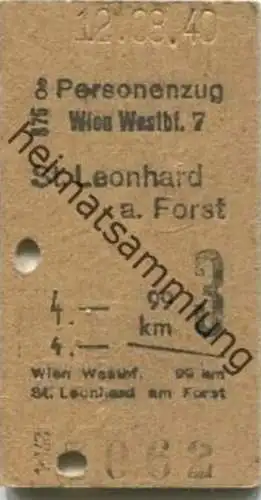 12.08.40
Personenzug
Wien Westbf. 7
St. Leonhard
a. Forst
3
4.— 99
4.— km
Wien Westbf. 99 km
St. Leonhard am Forst
5062
heimatsammlung